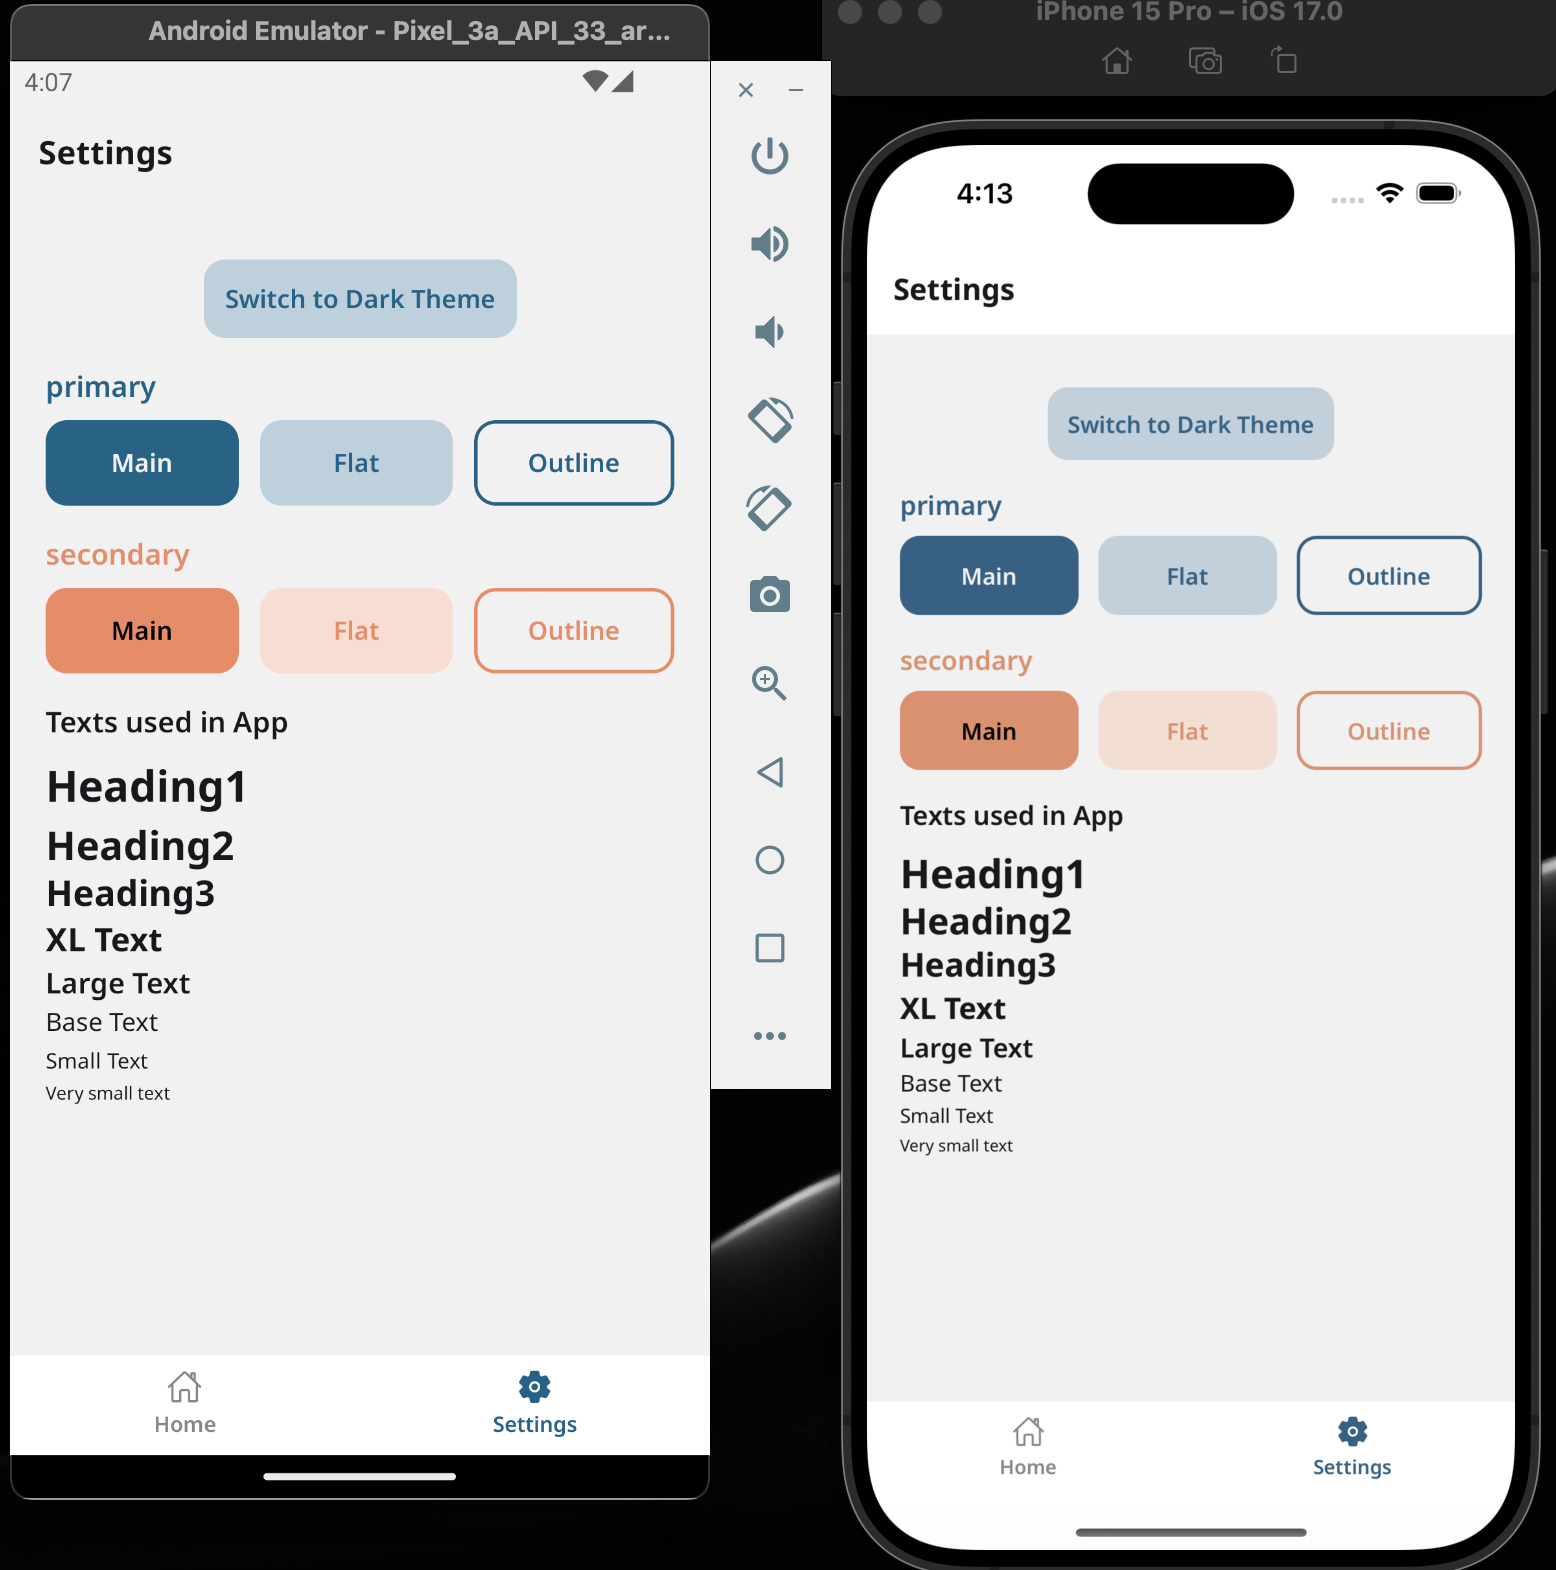 Android Emulator - Pixel_3a_API_33_ar...
4:07
Settings
Switch to Dark Theme
primary
Main
Flat
Outline
secondary
Main
Flat
Outline
Texts used in App
Heading1
Heading2
Heading3
XL Text
Large Text
Base Text
Small Text
Very small text
Home
Settings
iPhone 15 Pro – iOS 17.0
4:13
Settings
Switch to Dark Theme
primary
Main
Flat
Outline
secondary
Main
Flat
Outline
Texts used in App
Heading1
Heading2
Heading3
XL Text
Large Text
Base Text
Small Text
Very small text
Home
Settings